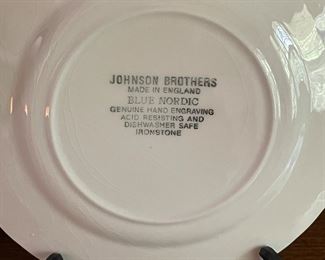 JOHNSON BROTHERS
MADE IN ENGLAND
BLUE NORDIC
GENUINE HAND ENGRAVING
ACID RESISTING AND
DISHWASHER SAFE
IRONSTONE